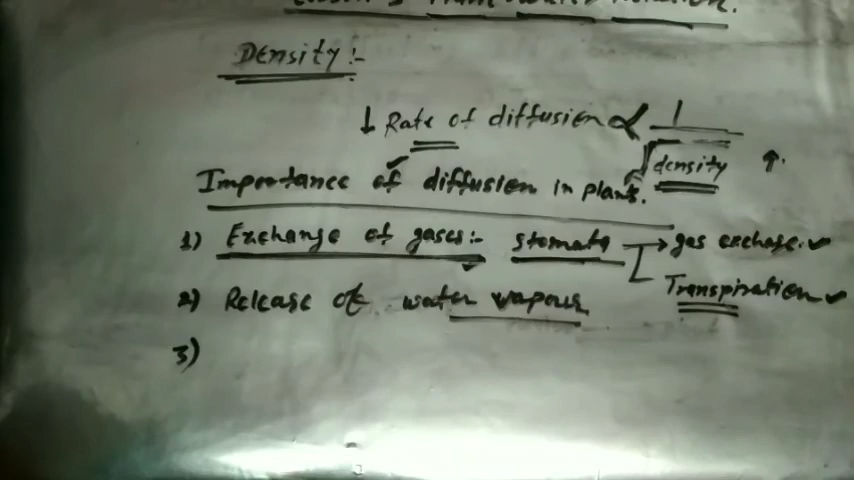 Density:-
↓ Rate of diffusion ∝ 1
√density ↑.
Importance of diffusion in plants.
1) Exchange of gases:- stomata → gas exchage. ✓
Transpiration ✓
2) Release of water vapour
3)